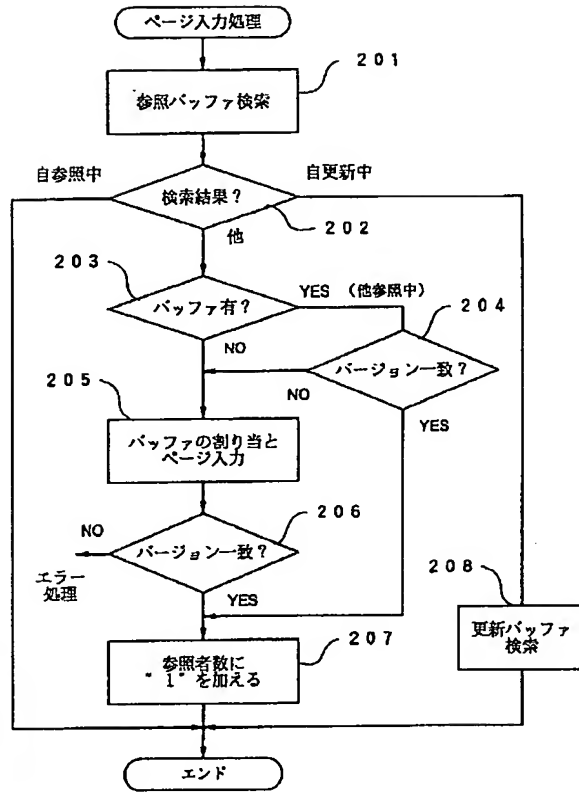 ページ入力処理
201
参照バッファ検索
自参照中
検索結果?
自更新中
202
他
203
バッファ有?
YES (他参照中)
204
NO
バージョン一致?
205
NO
YES
バッファの割り当と
ページ入力
206
NO
バージョン一致?
エラー
処理
YES
208
207
更新バッファ
検索
参照者数に
"1"を加える
エンド